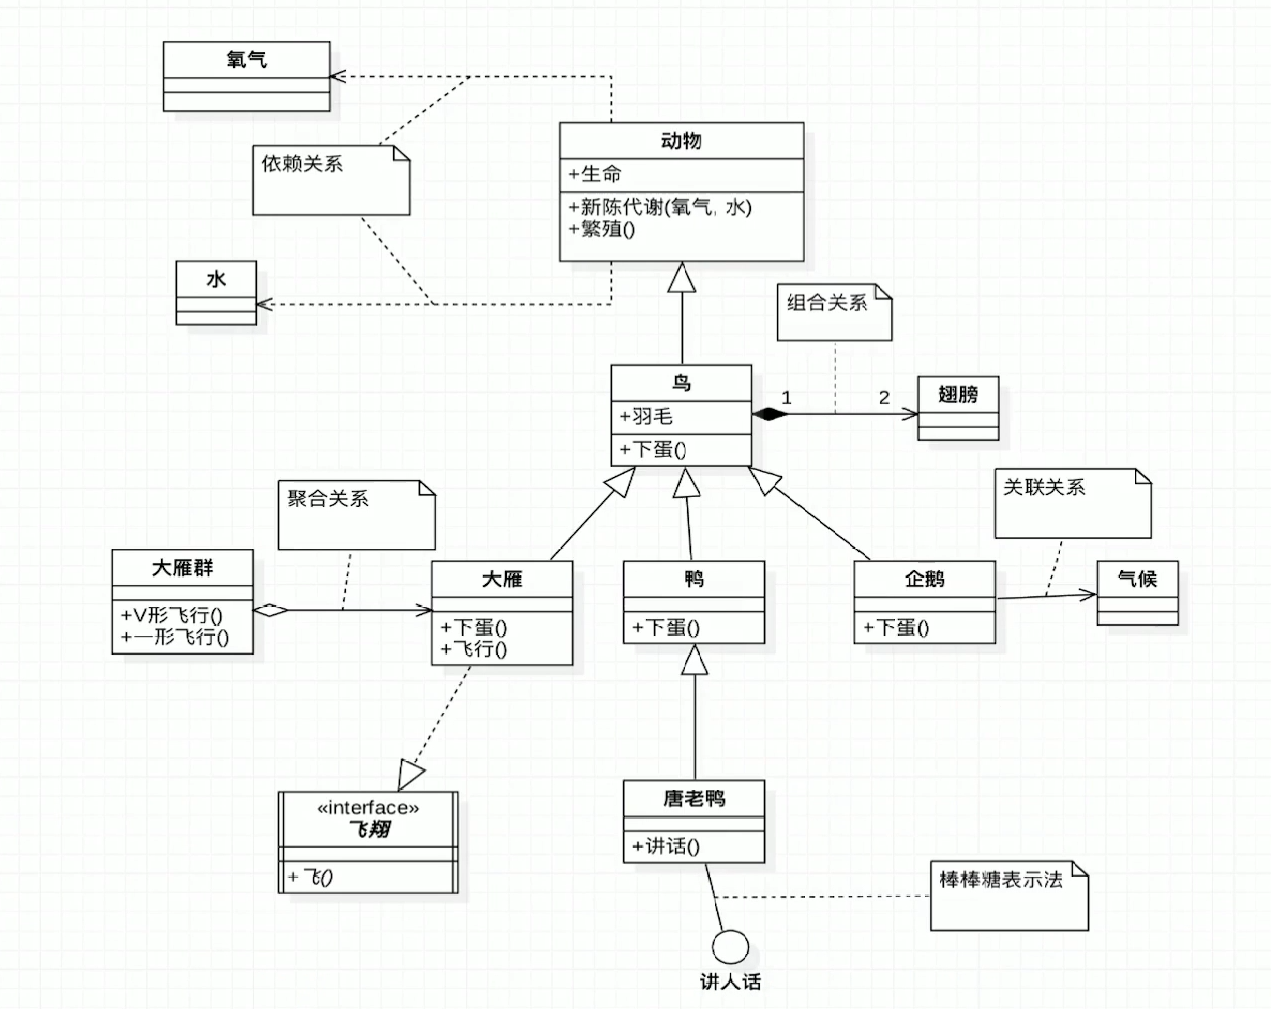 氧气
动物
依赖关系
+生命
+新陈代谢(氧气, 水)
+繁殖()
水
组合关系
鸟
1
2
翅膀
+羽毛
+下蛋()
聚合关系
关联关系
大雁群
+V形飞行()
+一形飞行()
大雁
+下蛋()
+飞行()
鸭
+下蛋()
企鹅
+下蛋()
气候
«interface»
飞翔
+飞()
唐老鸭
+讲话()
棒棒糖表示法
讲人话